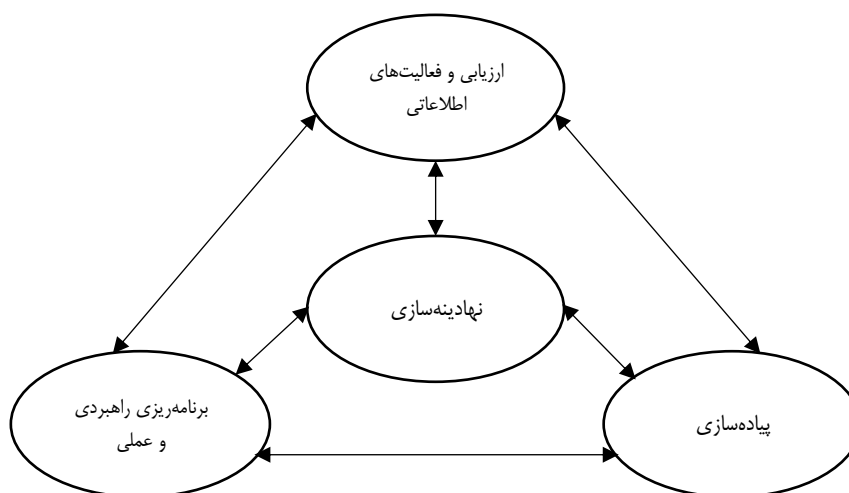 ارزیابی و فعالیت‌های
اطلاعاتی
نهادینه‌سازی
برنامه‌ریزی راهبردی
و عملی
پیاده‌سازی